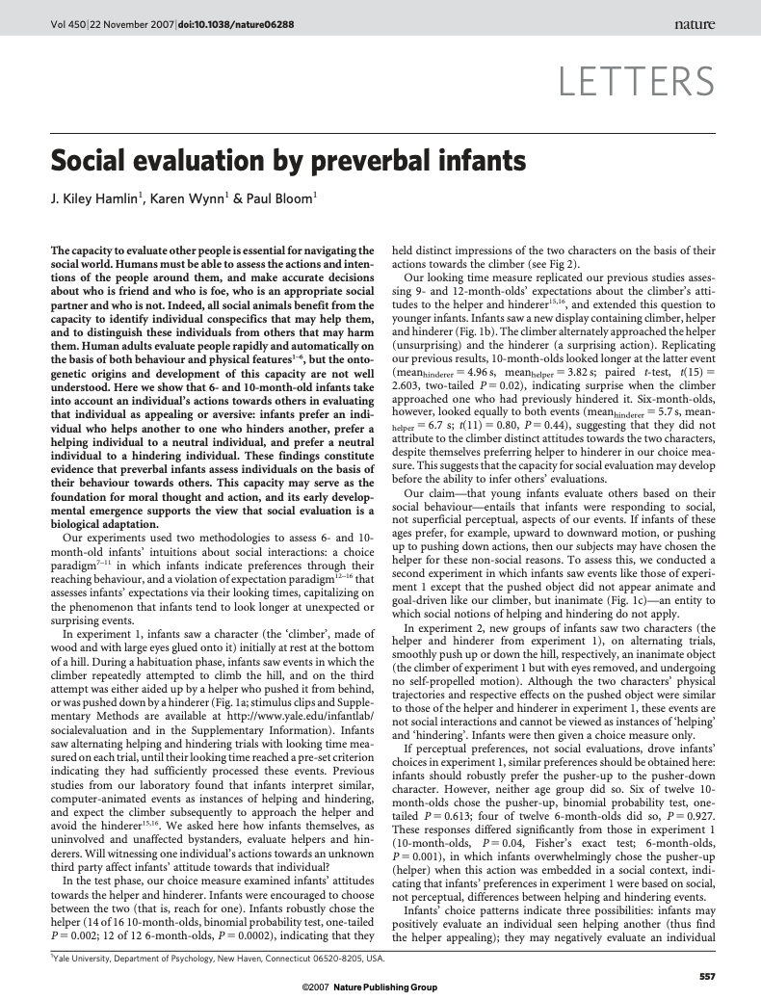 Vol 450|22 November 2007|doi:10.1038/nature06288
nature
LETTERS
Social evaluation by preverbal infants
J. Kiley Hamlin1, Karen Wynn1 & Paul Bloom1
The capacity to evaluate other people is essential for navigating the
social world. Humans must be able to assess the actions and inten-
tions of the people around them, and make accurate decisions
about who is friend and who is foe, who is an appropriate social
partner and who is not. Indeed, all social animals benefit from the
capacity to identify individual conspecifics that may help them,
and to distinguish these individuals from others that may harm
them. Human adults evaluate people rapidly and automatically on
the basis of both behaviour and physical features1–6, but the onto-
genetic origins and development of this capacity are not well
understood. Here we show that 6- and 10-month-old infants take
into account an individual's actions towards others in evaluating
that individual as appealing or aversive: infants prefer an indi-
vidual who helps another to one who hinders another, prefer a
helping individual to a neutral individual, and prefer a neutral
individual to a hindering individual. These findings constitute
evidence that preverbal infants assess individuals on the basis of
their behaviour towards others. This capacity may serve as the
foundation for moral thought and action, and its early develop-
mental emergence supports the view that social evaluation is a
biological adaptation.
Our experiments used two methodologies to assess 6- and 10-
month-old infants' intuitions about social interactions: a choice
paradigm7–11 in which infants indicate preferences through their
reaching behaviour, and a violation of expectation paradigm12–16 that
assesses infants' expectations via their looking times, capitalizing on
the phenomenon that infants tend to look longer at unexpected or
surprising events.
In experiment 1, infants saw a character (the 'climber', made of
wood and with large eyes glued onto it) initially at rest at the bottom
of a hill. During a habituation phase, infants saw events in which the
climber repeatedly attempted to climb the hill, and on the third
attempt was either aided up by a helper who pushed it from behind,
or was pushed down by a hinderer (Fig. 1a; stimulus clips and Supple-
mentary Methods are available at http://www.yale.edu/infantlab/
socialevaluation and in the Supplementary Information). Infants
saw alternating helping and hindering trials with looking time mea-
sured on each trial, until their looking time reached a pre-set criterion
indicating they had sufficiently processed these events. Previous
studies from our laboratory found that infants interpret similar,
computer-animated events as instances of helping and hindering,
and expect the climber subsequently to approach the helper and
avoid the hinderer15,16. We asked here how infants themselves, as
uninvolved and unaffected bystanders, evaluate helpers and hin-
derers. Will witnessing one individual's actions towards an unknown
third party affect infants' attitude towards that individual?
In the test phase, our choice measure examined infants' attitudes
towards the helper and hinderer. Infants were encouraged to choose
between the two (that is, reach for one). Infants robustly chose the
helper (14 of 16 10-month-olds, binomial probability test, one-tailed
P = 0.002; 12 of 12 6-month-olds, P = 0.0002), indicating that they
held distinct impressions of the two characters on the basis of their
actions towards the climber (see Fig 2).
Our looking time measure replicated our previous studies asses-
sing 9- and 12-month-olds' expectations about the climber's atti-
tudes to the helper and hinderer15,16, and extended this question to
younger infants. Infants saw a new display containing climber, helper
and hinderer (Fig. 1b). The climber alternately approached the helper
(unsurprising) and the hinderer (a surprising action). Replicating
our previous results, 10-month-olds looked longer at the latter event
(meanhinderer = 4.96 s, meanhelper = 3.82 s; paired t-test, t(15) =
2.603, two-tailed P = 0.02), indicating surprise when the climber
approached one who had previously hindered it. Six-month-olds,
however, looked equally to both events (meanhinderer = 5.7 s, mean-
helper = 6.7 s; t(11) = 0.80, P = 0.44), suggesting that they did not
attribute to the climber distinct attitudes towards the two characters,
despite themselves preferring helper to hinderer in our choice mea-
sure. This suggests that the capacity for social evaluation may develop
before the ability to infer others' evaluations.
Our claim—that young infants evaluate others based on their
social behaviour—entails that infants were responding to social,
not superficial perceptual, aspects of our events. If infants of these
ages prefer, for example, upward to downward motion, or pushing
up to pushing down actions, then our subjects may have chosen the
helper for these non-social reasons. To assess this, we conducted a
second experiment in which infants saw events like those of experi-
ment 1 except that the pushed object did not appear animate and
goal-driven like our climber, but inanimate (Fig. 1c)—an entity to
which social notions of helping and hindering do not apply.
In experiment 2, new groups of infants saw two characters (the
helper and hinderer from experiment 1), on alternating trials,
smoothly push up or down the hill, respectively, an inanimate object
(the climber of experiment 1 but with eyes removed, and undergoing
no self-propelled motion). Although the two characters' physical
trajectories and respective effects on the pushed object were similar
to those of the helper and hinderer in experiment 1, these events are
not social interactions and cannot be viewed as instances of 'helping'
and 'hindering'. Infants were then given a choice measure only.
If perceptual preferences, not social evaluations, drove infants'
choices in experiment 1, similar preferences should be obtained here:
infants should robustly prefer the pusher-up to the pusher-down
character. However, neither age group did so. Six of twelve 10-
month-olds chose the pusher-up, binomial probability test, one-
tailed P = 0.613; four of twelve 6-month-olds did so, P = 0.927.
These responses differed significantly from those in experiment 1
(10-month-olds, P = 0.04, Fisher's exact test; 6-month-olds,
P = 0.001), in which infants overwhelmingly chose the pusher-up
(helper) when this action was embedded in a social context, indi-
cating that infants' preferences in experiment 1 were based on social,
not perceptual, differences between helping and hindering events.
Infants' choice patterns indicate three possibilities: infants may
positively evaluate an individual seen helping another (thus find
the helper appealing); they may negatively evaluate an individual
1Yale University, Department of Psychology, New Haven, Connecticut 06520-8205, USA.
557
©2007 Nature Publishing Group